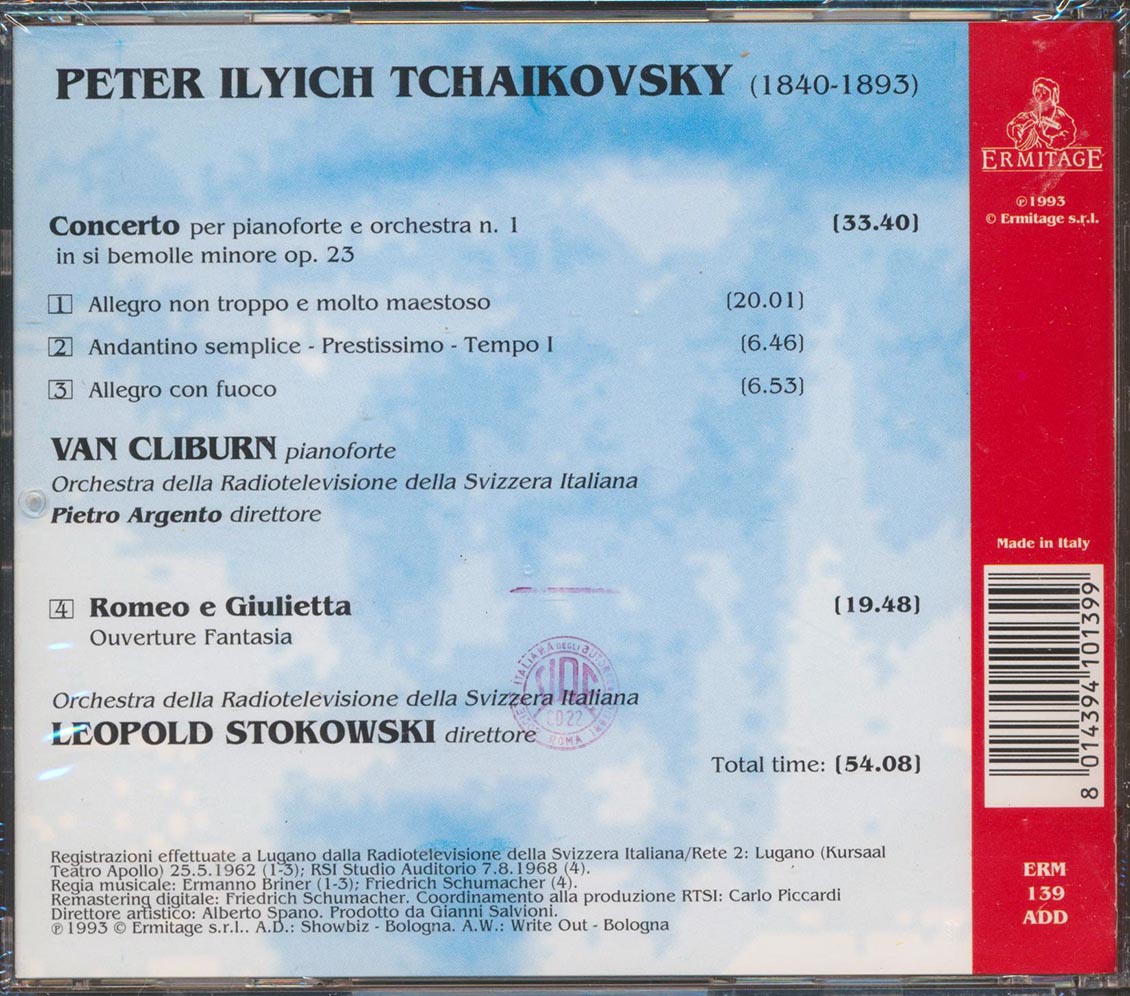 PETER ILYICH TCHAIKOVSKY (1840-1893)
Concerto per pianoforte e orchestra n. 1 (33.40)
in si bemolle minore op. 23
1 Allegro non troppo e molto maestoso (20.01)
2 Andantino semplice - Prestissimo - Tempo I (6.46)
3 Allegro con fuoco (6.53)
VAN CLIBURN pianoforte
Orchestra della Radiotelevisione della Svizzera Italiana
Pietro Argento direttore
4 Romeo e Giulietta (19.48)
Ouverture Fantasia
Orchestra della Radiotelevisione della Svizzera Italiana
LEOPOLD STOKOWSKI direttore
Total time: (54.08)
Registrazioni effettuate a Lugano dalla Radiotelevisione della Svizzera Italiana/Rete 2: Lugano (Kursaal
Teatro Apollo) 25.5.1962 (1-3); RSI Studio Auditorio 7.8.1968 (4).
Regia musicale: Ermanno Briner (1-3); Friedrich Schumacher (4).
Remastering digitale: Friedrich Schumacher. Coordinamento alla produzione RTSI: Carlo Piccardi
Direttore artistico: Alberto Spano. Prodotto da Gianni Salvioni.
℗ 1993 © Ermitage s.r.l.. A.D.: Showbiz - Bologna. A.W.: Write Out - Bologna
ITALIANA DEGLI AUTORI
SIAE
CD22
ROMA
ERMITAGE
℗ 1993
© Ermitage s.r.l.
Made in Italy
8 014394 101399
ERM
139
ADD